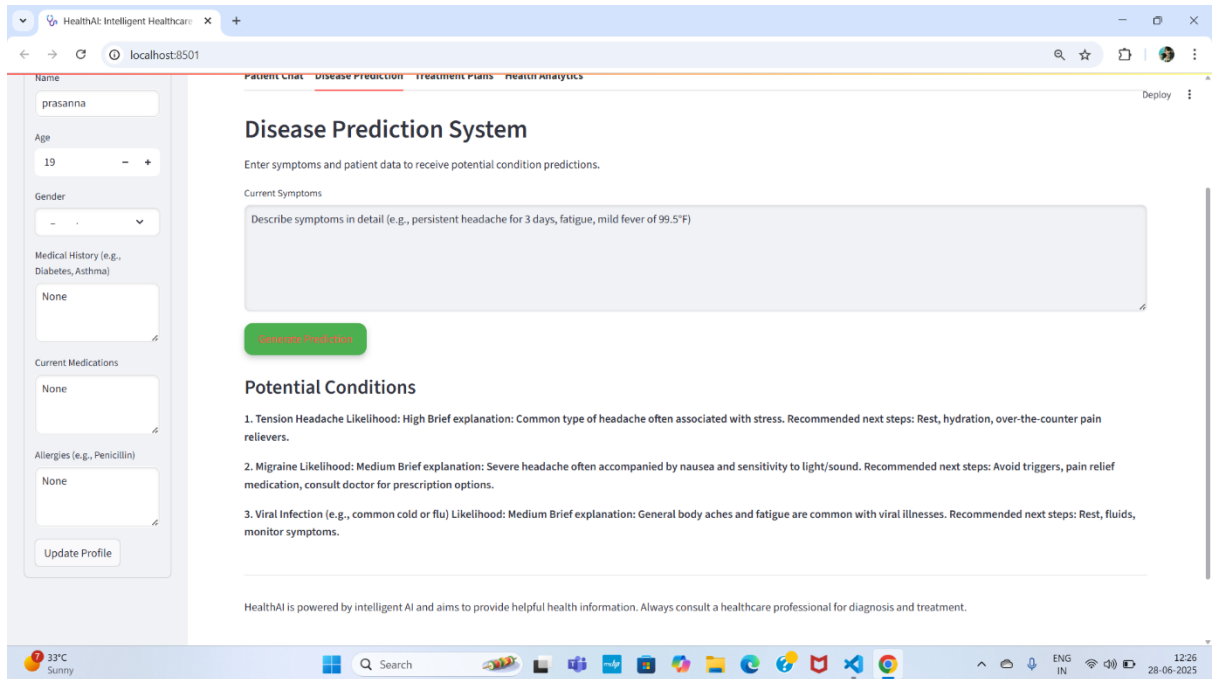 HealthAI: Intelligent Healthcare
localhost:8501
Patient Chat Disease Prediction Treatment Plans Health Analytics
Deploy
Name
prasanna
Age
19
Gender
Medical History (e.g.,
Diabetes, Asthma)
None
Current Medications
None
Allergies (e.g., Penicillin)
None
Update Profile
Disease Prediction System
Enter symptoms and patient data to receive potential condition predictions.
Current Symptoms
Describe symptoms in detail (e.g., persistent headache for 3 days, fatigue, mild fever of 99.5°F)
Generate Prediction
Potential Conditions
1. Tension Headache Likelihood: High Brief explanation: Common type of headache often associated with stress. Recommended next steps: Rest, hydration, over-the-counter pain
relievers.
2. Migraine Likelihood: Medium Brief explanation: Severe headache often accompanied by nausea and sensitivity to light/sound. Recommended next steps: Avoid triggers, pain relief
medication, consult doctor for prescription options.
3. Viral Infection (e.g., common cold or flu) Likelihood: Medium Brief explanation: General body aches and fatigue are common with viral illnesses. Recommended next steps: Rest, fluids,
monitor symptoms.
HealthAI is powered by intelligent AI and aims to provide helpful health information. Always consult a healthcare professional for diagnosis and treatment.
7
33°C
Sunny
Search
ENG
IN
12:26
28-06-2025